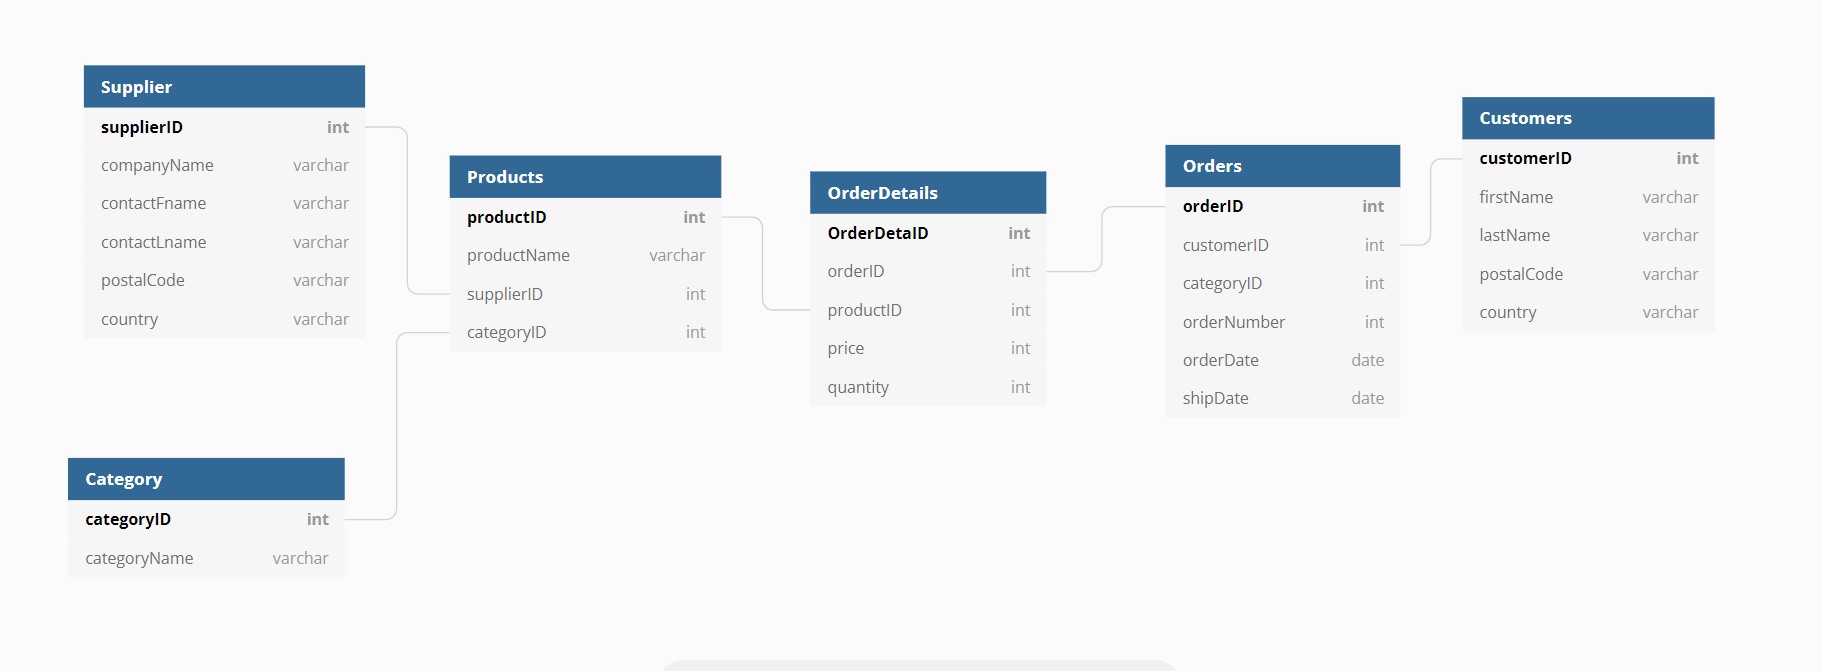 Supplier
supplierID int
companyName varchar
contactFname varchar
contactLname varchar
postalCode varchar
country varchar
Category
categoryID int
categoryName varchar
Products
productID int
productName varchar
supplierID int
categoryID int
OrderDetails
OrderDetaID int
orderID int
productID int
price int
quantity int
Orders
orderID int
customerID int
categoryID int
orderNumber int
orderDate date
shipDate date
Customers
customerID int
firstName varchar
lastName varchar
postalCode varchar
country varchar